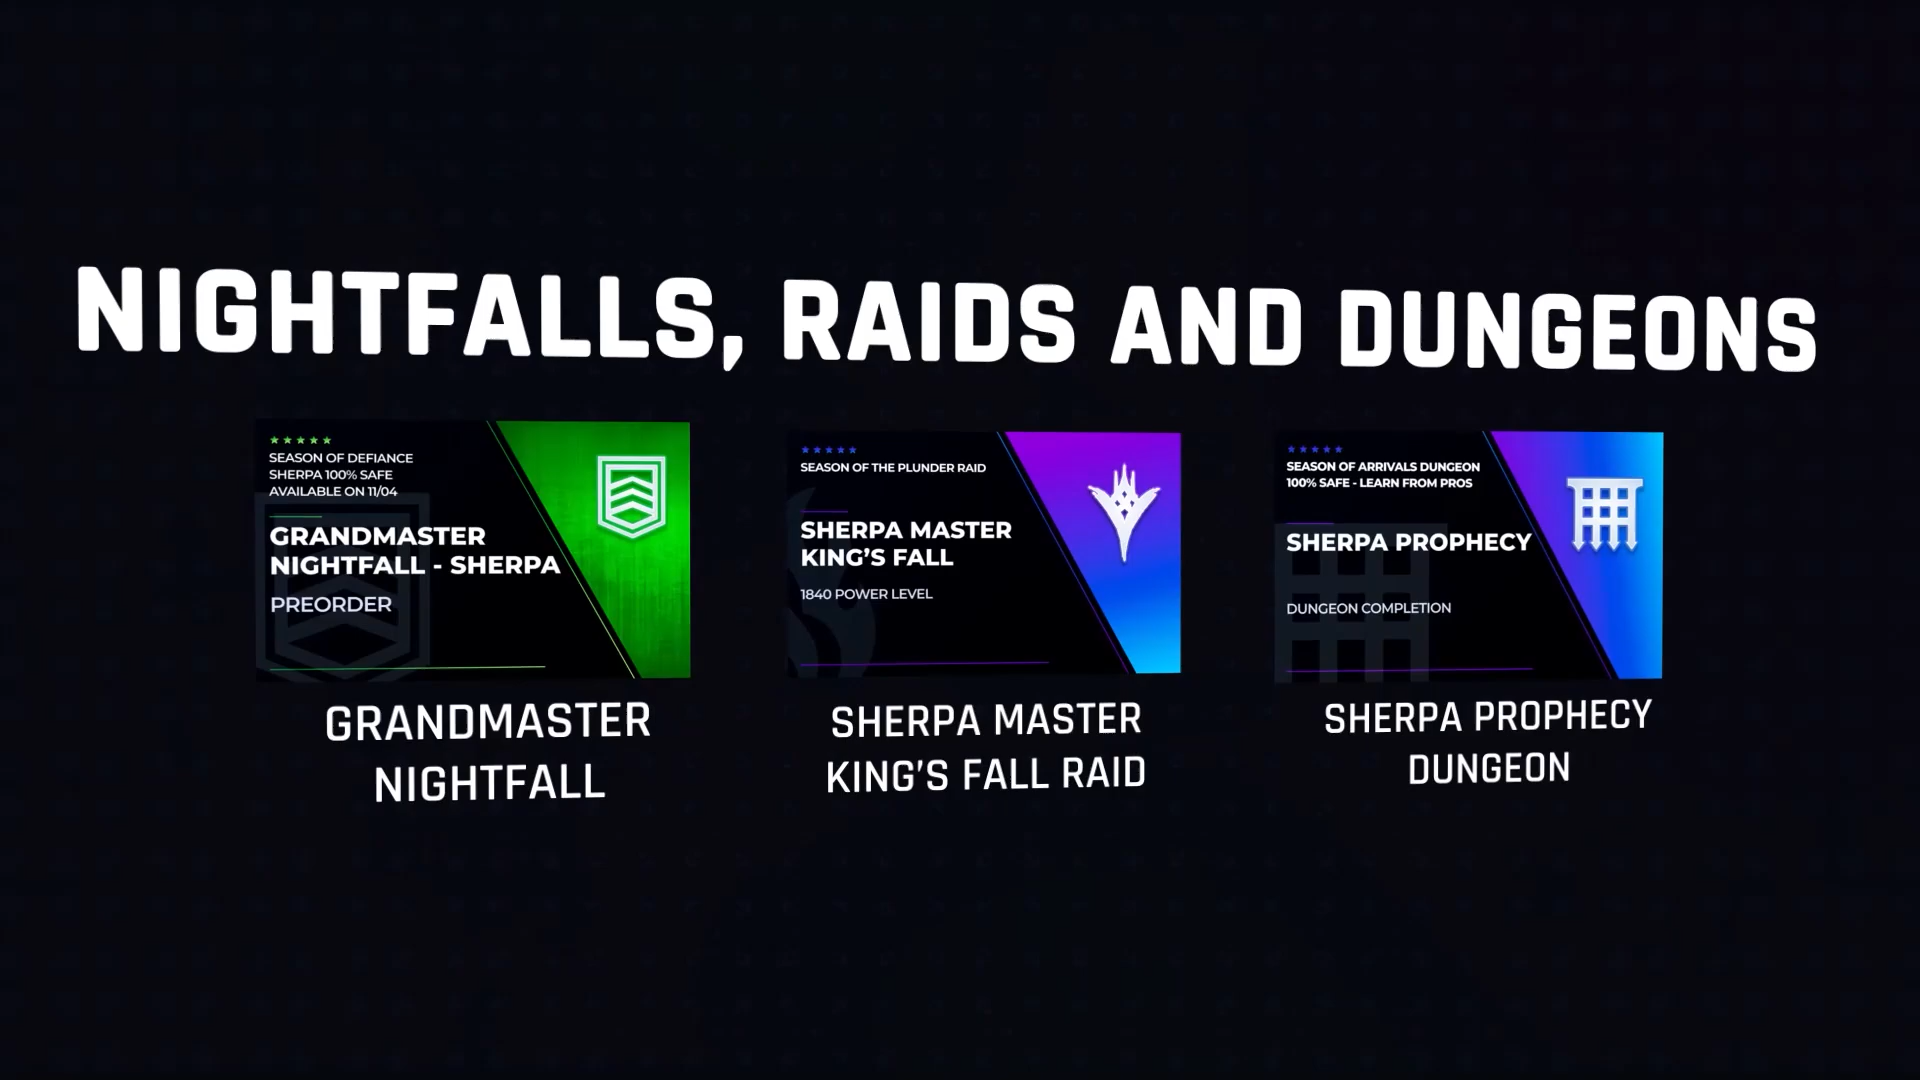 NIGHTFALLS, RAIDS AND DUNGEONS
SEASON OF DEFIANCE
SHERPA 100% SAFE
AVAILABLE ON 11/04
GRANDMASTER
NIGHTFALL - SHERPA
PREORDER
GRANDMASTER
NIGHTFALL
SEASON OF THE PLUNDER RAID
SHERPA MASTER
KING'S FALL
1840 POWER LEVEL
SHERPA MASTER
KING'S FALL RAID
SEASON OF ARRIVALS DUNGEON
100% SAFE - LEARN FROM PROS
SHERPA PROPHECY
DUNGEON COMPLETION
SHERPA PROPHECY
DUNGEON